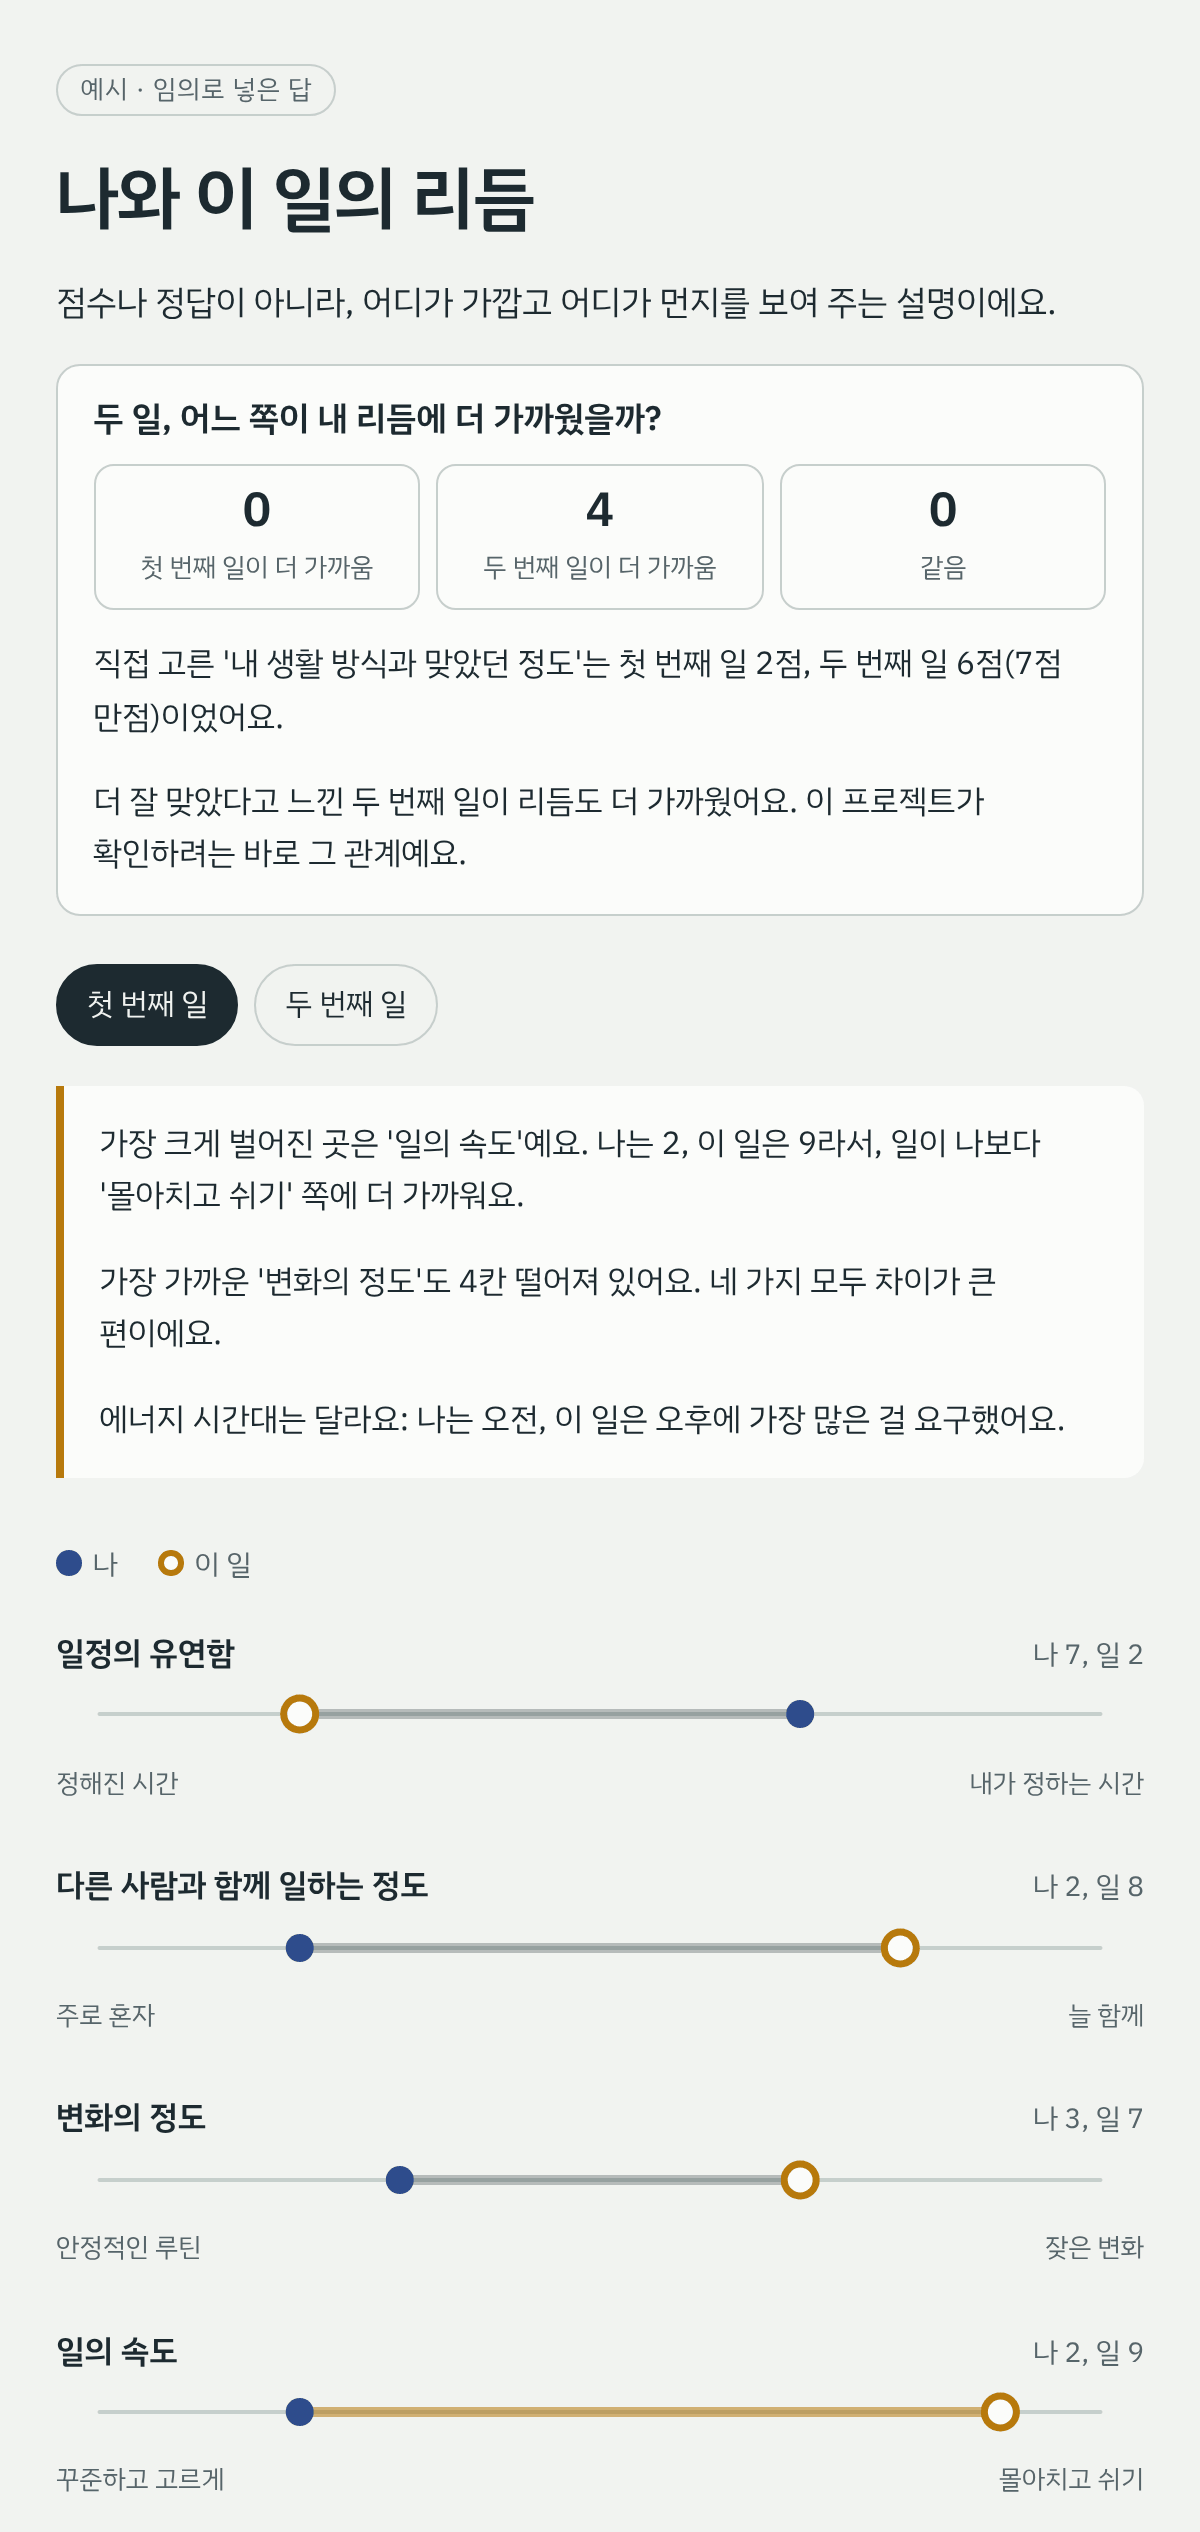 예시 · 임의로 넣은 답
나와 이 일의 리듬
점수나 정답이 아니라, 어디가 가깝고 어디가 먼지를 보여 주는 설명이에요.
두 일, 어느 쪽이 내 리듬에 더 가까웠을까?
0
첫 번째 일이 더 가까움
4
두 번째 일이 더 가까움
0
같음
직접 고른 '내 생활 방식과 맞았던 정도'는 첫 번째 일 2점, 두 번째 일 6점(7점
만점)이었어요.
더 잘 맞았다고 느낀 두 번째 일이 리듬도 더 가까웠어요. 이 프로젝트가
확인하려는 바로 그 관계예요.
첫 번째 일
두 번째 일
가장 크게 벌어진 곳은 '일의 속도'예요. 나는 2, 이 일은 9라서, 일이 나보다
'몰아치고 쉬기' 쪽에 더 가까워요.
가장 가까운 '변화의 정도'도 4칸 떨어져 있어요. 네 가지 모두 차이가 큰
편이에요.
에너지 시간대는 달라요: 나는 오전, 이 일은 오후에 가장 많은 걸 요구했어요.
나
이 일
일정의 유연함
나 7, 일 2
정해진 시간
내가 정하는 시간
다른 사람과 함께 일하는 정도
나 2, 일 8
주로 혼자
늘 함께
변화의 정도
나 3, 일 7
안정적인 루틴
잦은 변화
일의 속도
나 2, 일 9
꾸준하고 고르게
몰아치고 쉬기